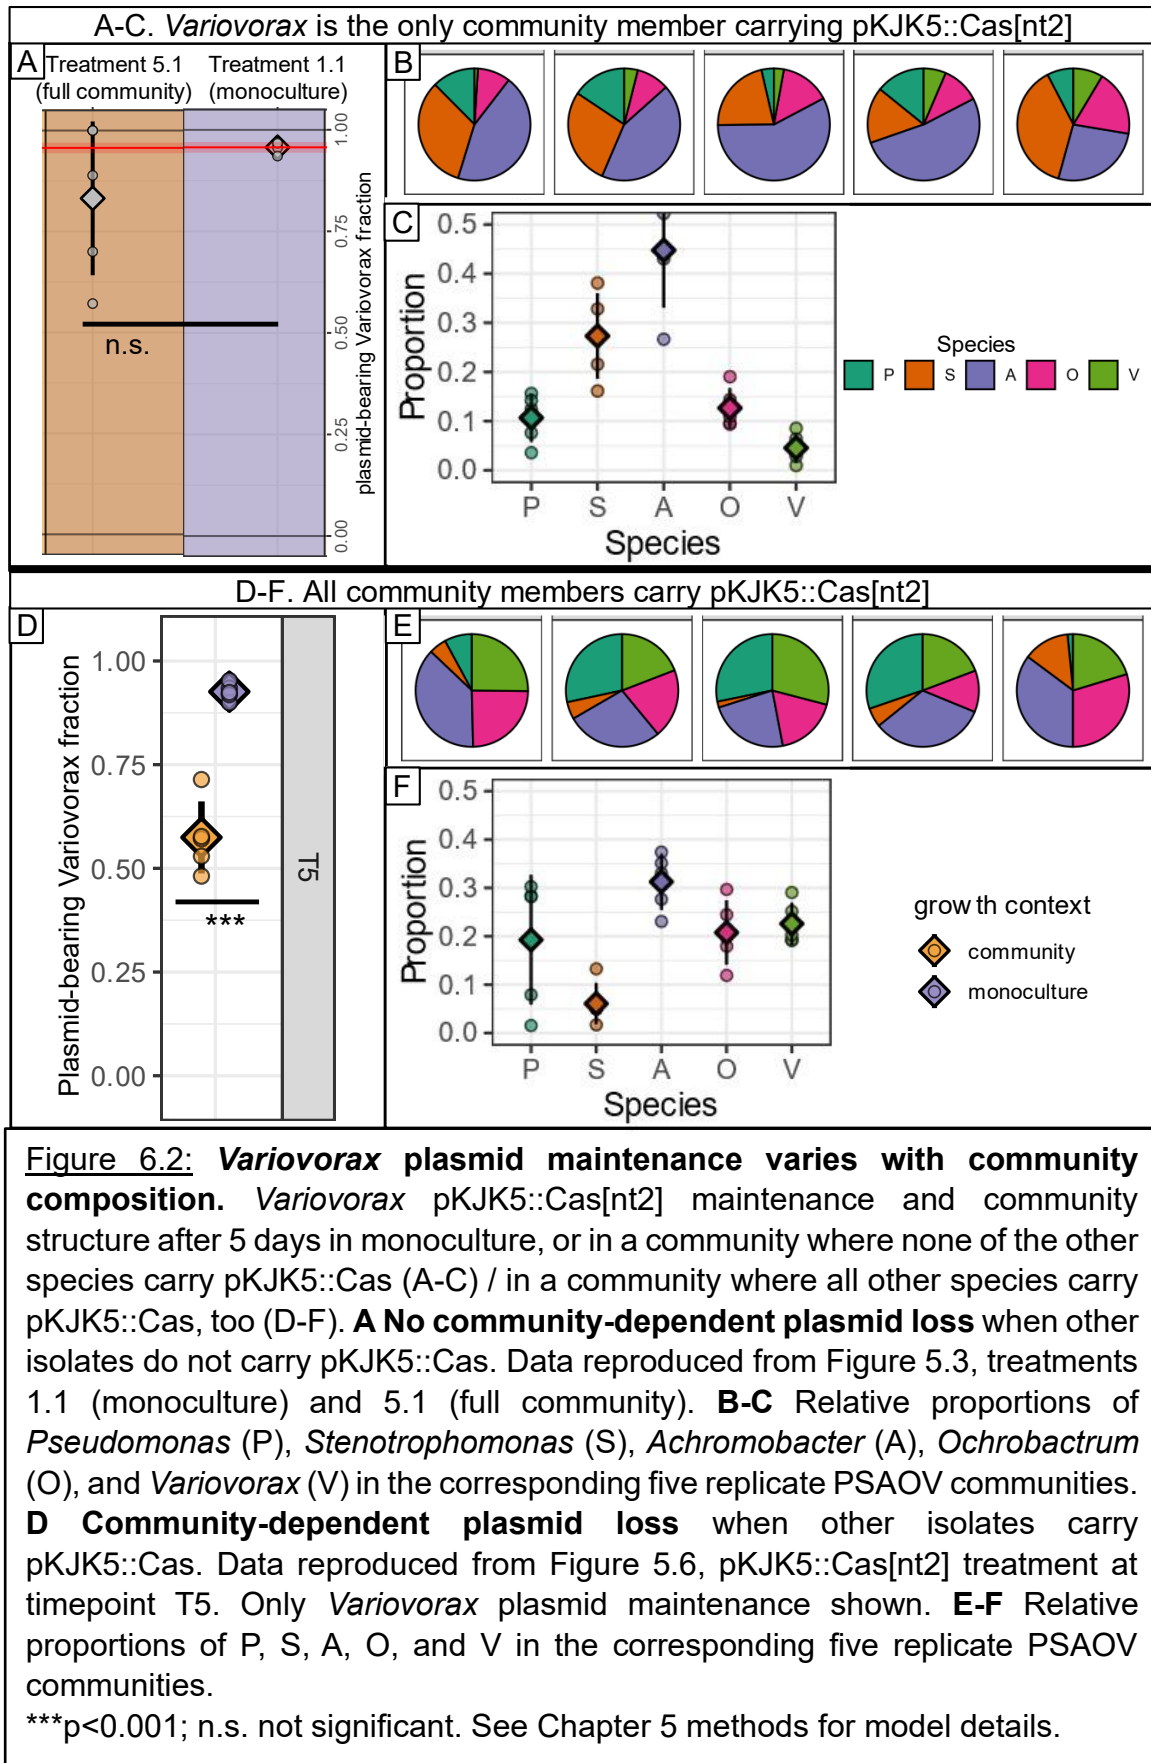 A-C. Variovorax is the only community member carrying pKJK5::Cas[nt2]
A
Treatment 5.1 Treatment 1.1
(full community) (monoculture)
1.00
0.75
0.50
0.25
0.00
plasmid-bearing Variovorax fraction
n.s.
B
C
0.5
0.4
0.3
0.2
0.1
0.0
Proportion
P S A O V
Species
Species
P S A O V
D-F. All community members carry pKJK5::Cas[nt2]
D
Plasmid-bearing Variovorax fraction
1.00
0.75
0.50
0.25
0.00
***
T5
E
F
0.5
0.4
0.3
0.2
0.1
0.0
Proportion
P S A O V
Species
growth context
community
monoculture
Figure 6.2: Variovorax plasmid maintenance varies with community
composition. Variovorax pKJK5::Cas[nt2] maintenance and community
structure after 5 days in monoculture, or in a community where none of the other
species carry pKJK5::Cas (A-C) / in a community where all other species carry
pKJK5::Cas, too (D-F). A No community-dependent plasmid loss when other
isolates do not carry pKJK5::Cas. Data reproduced from Figure 5.3, treatments
1.1 (monoculture) and 5.1 (full community). B-C Relative proportions of
Pseudomonas (P), Stenotrophomonas (S), Achromobacter (A), Ochrobactrum
(O), and Variovorax (V) in the corresponding five replicate PSAOV communities.
D Community-dependent plasmid loss when other isolates carry
pKJK5::Cas. Data reproduced from Figure 5.6, pKJK5::Cas[nt2] treatment at
timepoint T5. Only Variovorax plasmid maintenance shown. E-F Relative
proportions of P, S, A, O, and V in the corresponding five replicate PSAOV
communities.
***p<0.001; n.s. not significant. See Chapter 5 methods for model details.